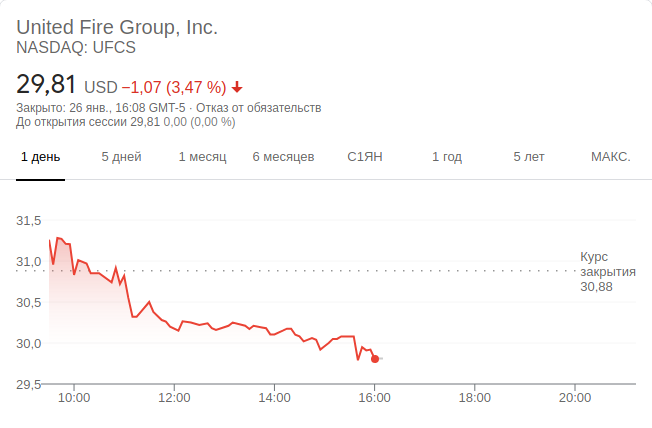 United Fire Group, Inc.
NASDAQ: UFCS
29,81 USD −1,07 (3,47 %)
Закрыто: 26 янв., 16:08 GMT-5 · Отказ от обязательств
До открытия сессии 29,81 0,00 (0,00 %)
1 день 5 дней 1 месяц 6 месяцев С1ЯН 1 год 5 лет МАКС.
31,5
31,0
30,5
30,0
29,5
Курс
закрытия
30,88
10:00 12:00 14:00 16:00 18:00 20:00